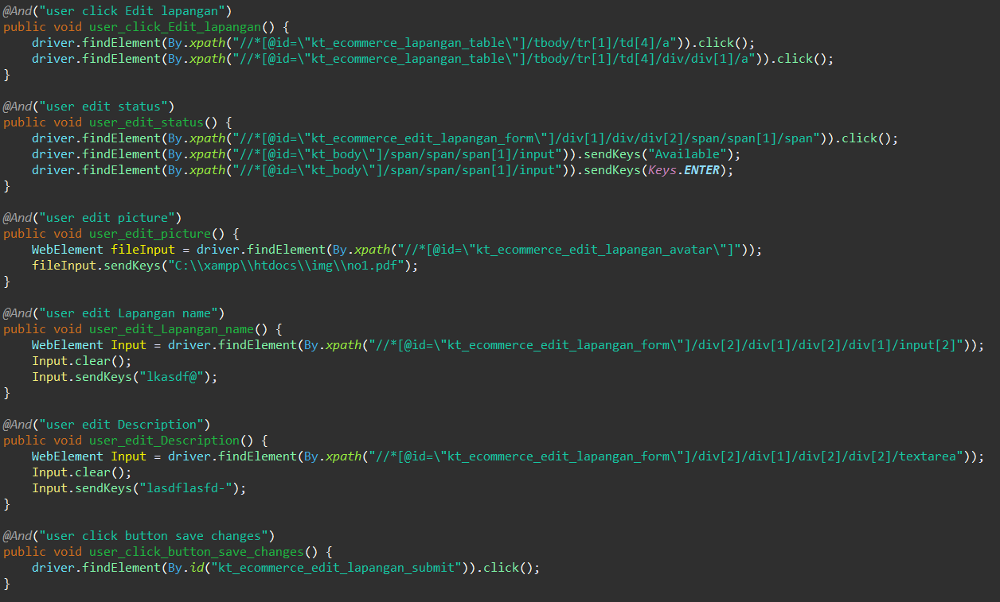 @And("user click Edit lapangan")
public void user_click_Edit_lapangan() {
    driver.findElement(By.xpath("//*[@id=\"kt_ecommerce_lapangan_table\"]/tbody/tr[1]/td[4]/a")).click();
    driver.findElement(By.xpath("//*[@id=\"kt_ecommerce_lapangan_table\"]/tbody/tr[1]/td[4]/div/div[1]/a")).click();
}

@And("user edit status")
public void user_edit_status() {
    driver.findElement(By.xpath("//*[@id=\"kt_ecommerce_edit_lapangan_form\"]/div[1]/div/div[2]/span/span[1]/span")).click();
    driver.findElement(By.xpath("//*[@id=\"kt_body\"]/span/span/span[1]/input")).sendKeys("Available");
    driver.findElement(By.xpath("//*[@id=\"kt_body\"]/span/span/span[1]/input")).sendKeys(Keys.ENTER);
}

@And("user edit picture")
public void user_edit_picture() {
    WebElement fileInput = driver.findElement(By.xpath("//*[@id=\"kt_ecommerce_edit_lapangan_avatar\"]"));
    fileInput.sendKeys("C:\\xampp\\htdocs\\img\\no1.pdf");
}

@And("user edit Lapangan name")
public void user_edit_Lapangan_name() {
    WebElement Input = driver.findElement(By.xpath("//*[@id=\"kt_ecommerce_edit_lapangan_form\"]/div[2]/div[1]/div[2]/div[1]/input[2]"));
    Input.clear();
    Input.sendKeys("lkasdf@");
}

@And("user edit Description")
public void user_edit_Description() {
    WebElement Input = driver.findElement(By.xpath("//*[@id=\"kt_ecommerce_edit_lapangan_form\"]/div[2]/div[1]/div[2]/div[2]/textarea"));
    Input.clear();
    Input.sendKeys("lasdflasfd-");
}

@And("user click button save changes")
public void user_click_button_save_changes() {
    driver.findElement(By.id("kt_ecommerce_edit_lapangan_submit")).click();
}